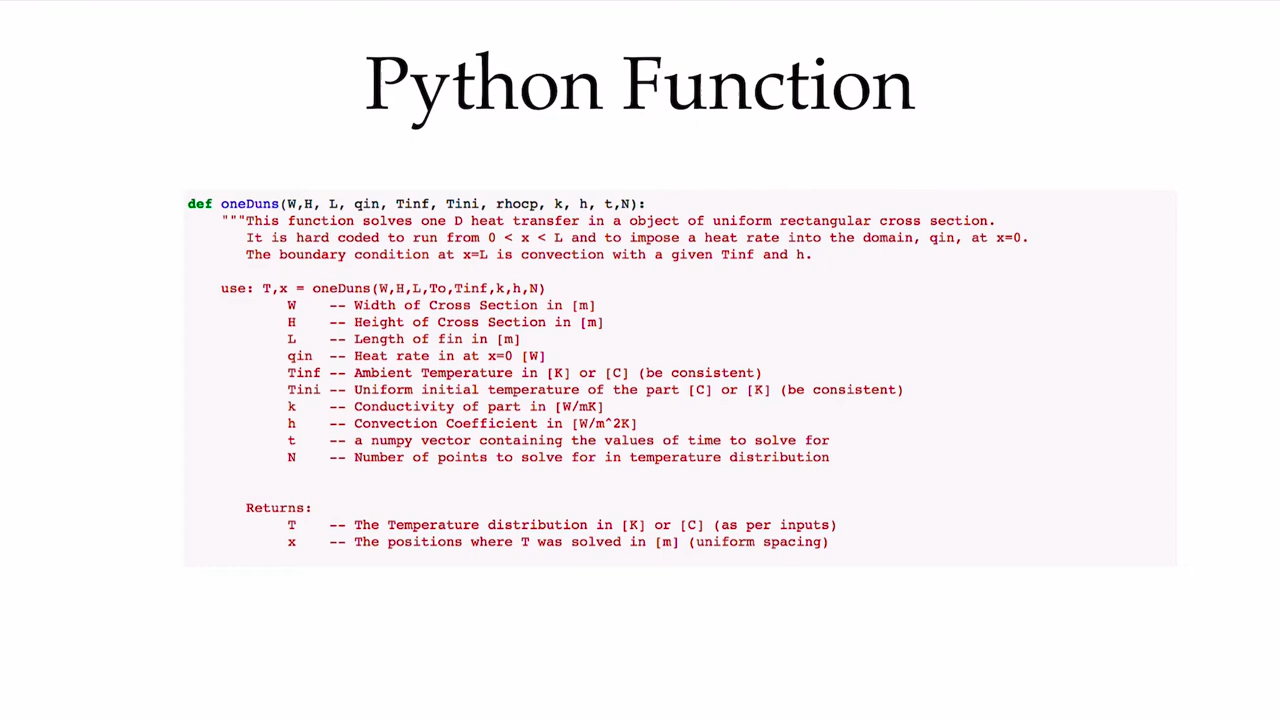 Python Function
def oneDuns(W,H, L, qin, Tinf, Tini, rhocp, k, h, t,N):
"""This function solves one D heat transfer in a object of uniform rectangular cross section.
It is hard coded to run from 0 < x < L and to impose a heat rate into the domain, qin, at x=0.
The boundary condition at x=L is convection with a given Tinf and h.
use: T,x = oneDuns(W,H,L,To,Tinf,k,h,N)
W -- Width of Cross Section in [m]
H -- Height of Cross Section in [m]
L -- Length of fin in [m]
qin -- Heat rate in at x=0 [W]
Tinf -- Ambient Temperature in [K] or [C] (be consistent)
Tini -- Uniform initial temperature of the part [C] or [K] (be consistent)
k -- Conductivity of part in [W/mK]
h -- Convection Coefficient in [W/m^2K]
t -- a numpy vector containing the values of time to solve for
N -- Number of points to solve for in temperature distribution
Returns:
T -- The Temperature distribution in [K] or [C] (as per inputs)
x -- The positions where T was solved in [m] (uniform spacing)